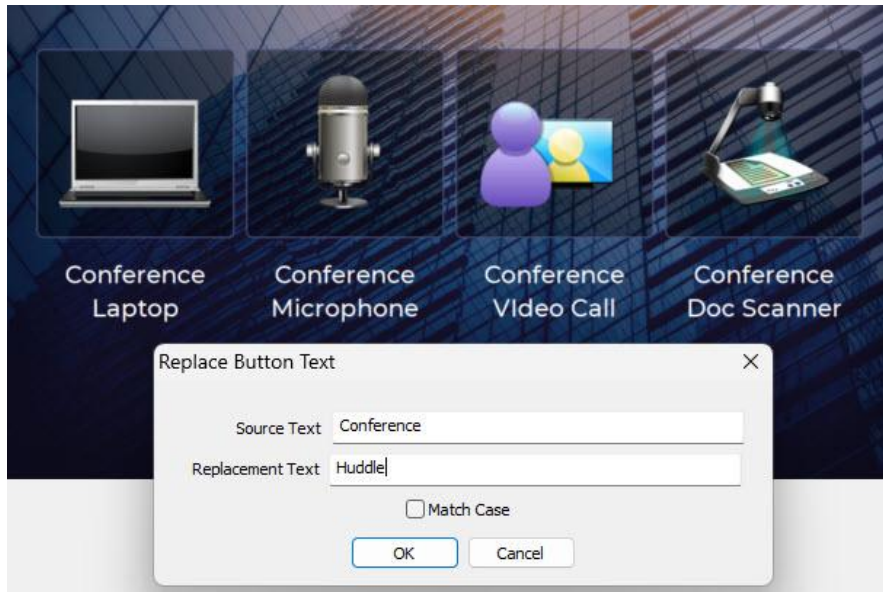 Conference
Laptop
Conference
Microphone
Conference
VIdeo Call
Conference
Doc Scanner
Replace Button Text
Source Text Conference
Replacement Text Huddle
Match Case
OK Cancel